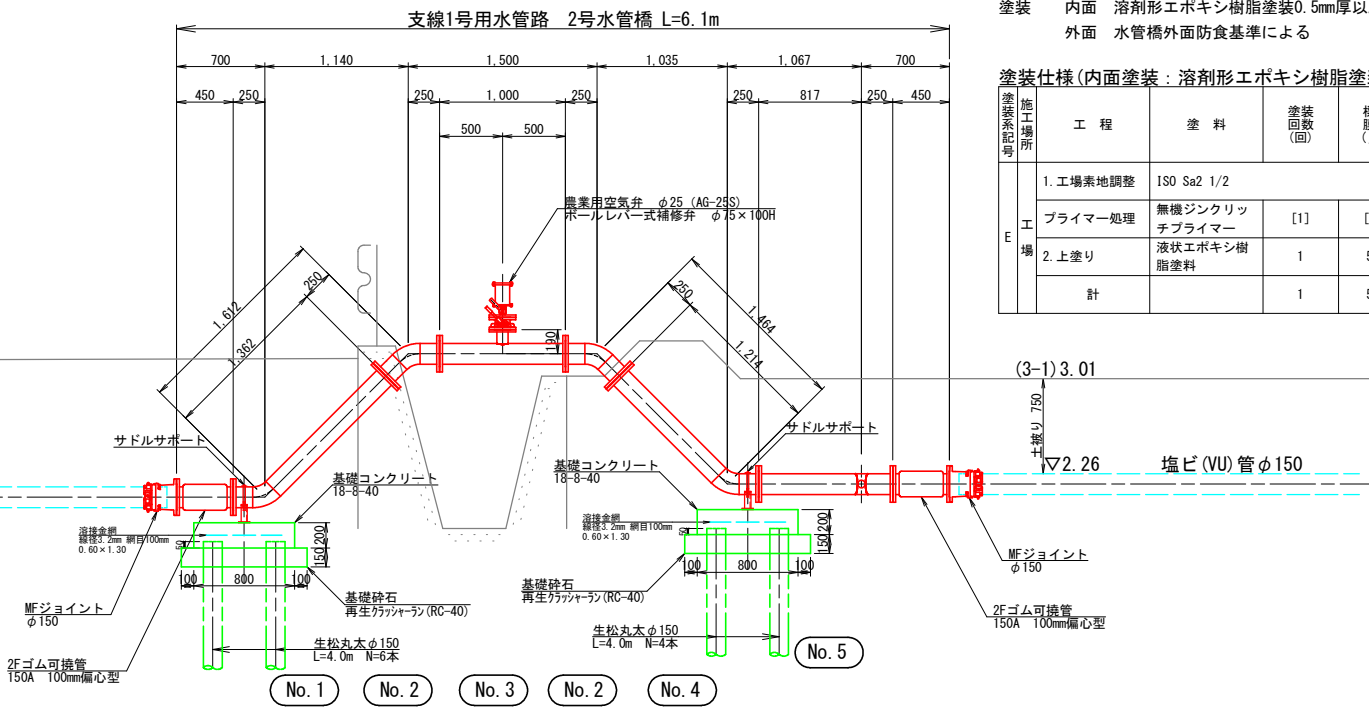 塗装 内面 溶剤形エポキシ樹脂塗装0.5mm厚以
外面 水管橋外面防食基準による
支線1号用水管路 2号水管橋 L=6.1m
700 1,140 1,500 1,035 1,067 700
450 250 250 1,000 250 250 817 250 450
500 500
塗装仕様(内面塗装:溶剤形エポキシ樹脂塗
塗装系記号 施工場所 工程 塗料 塗装回数(回)
E 工場 1.工場素地調整 ISO Sa2 1/2
プライマー処理 無機ジンクリッチプライマー [1]
2.上塗り 液状エポキシ樹脂塗料 1 5
計 1 5
農業用空気弁 φ25 (AG-25S)
ボールレバー式補修弁 φ75×100H
1,612
250
1,362
190
250
1,464
1,214
(3-1)3.01
土被り 750
▽2.26
塩ビ(VU)管φ150
サドルサポート
サドルサポート
基礎コンクリート
18-8-40
基礎コンクリート
18-8-40
溶接金網
線径3.2mm 網目100mm
0.60×1.30
50
150 200
100 800 100
溶接金網
線径3.2mm 網目100mm
0.60×1.30
50
150 200
100 800 100
基礎砕石
再生クラッシャーラン(RC-40)
基礎砕石
再生クラッシャーラン(RC-40)
MFジョイント
φ150
MFジョイント
φ150
2Fゴム可撓管
150A 100mm偏心型
2Fゴム可撓管
150A 100mm偏心型
生松丸太φ150
L=4.0m N=6本
生松丸太φ150
L=4.0m N=4本
No.1 No.2 No.3 No.2 No.4 No.5